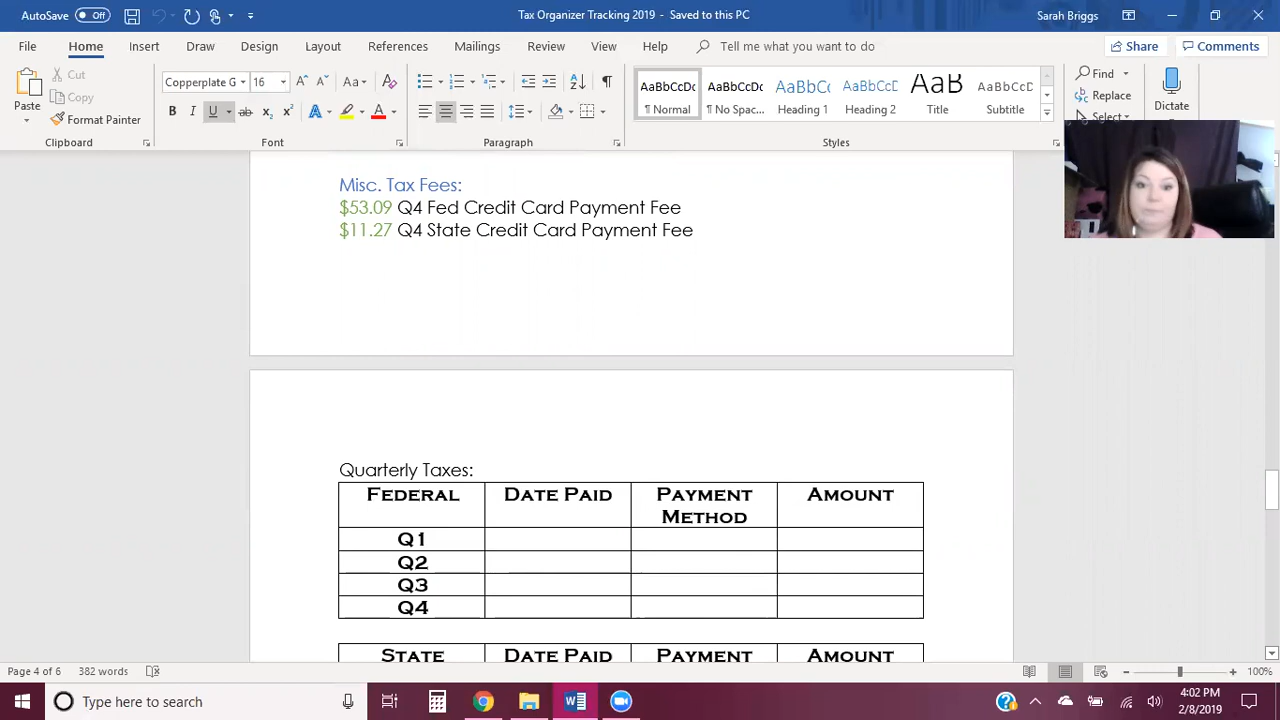 AutoSave Off Tax Organizer Tracking 2019 - Saved to this PC Sarah Briggs
File Home Insert Draw Design Layout References Mailings Review View Help Tell me what you want to do Share Comments
Paste Cut Copy Format Painter
Clipboard
Copperplate G 16
Font
Paragraph
AaBbCcDc AaBbCcDc AaBbCc AaBbCcC AaB AaBbCcD
¶ Normal ¶ No Spac... Heading 1 Heading 2 Title Subtitle
Styles
Find
Replace
Select
Dictate
Misc. Tax Fees:
$53.09 Q4 Fed Credit Card Payment Fee
$11.27 Q4 State Credit Card Payment Fee
Quarterly Taxes:
Federal Date Paid Payment Method Amount
Q1
Q2
Q3
Q4
State Date Paid Payment Amount
Page 4 of 6 382 words 100%
Type here to search 4:02 PM
2/8/2019